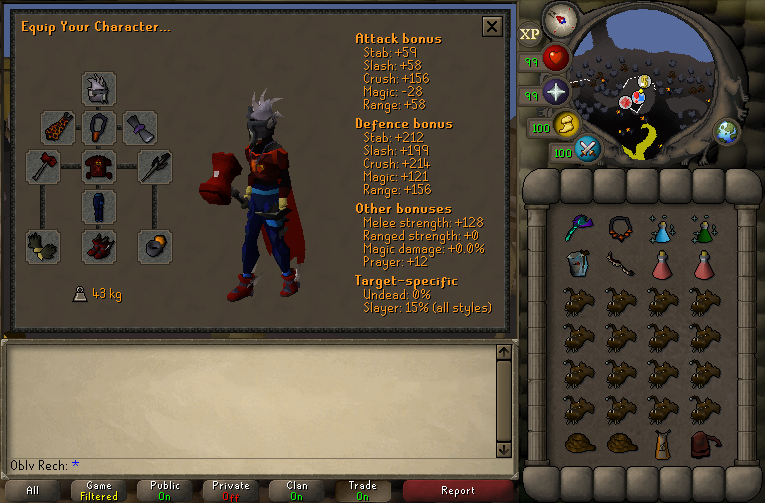 Equip Your Character...
Attack bonus
Stab: +59
Slash: +58
Crush: +156
Magic: -28
Range: +58
Defence bonus
Stab: +212
Slash: +199
Crush: +214
Magic: +121
Range: +156
Other bonuses
Melee strength: +128
Ranged strength: +0
Magic damage: +0.0%
Prayer: +12
Target-specific
Undead: 0%
Slayer: 15% (all styles)
43 kg
XP
99
99
100
100
Oblv Rech: *
All
Game
Filtered
Public
On
Private
Off
Clan
On
Trade
On
Report